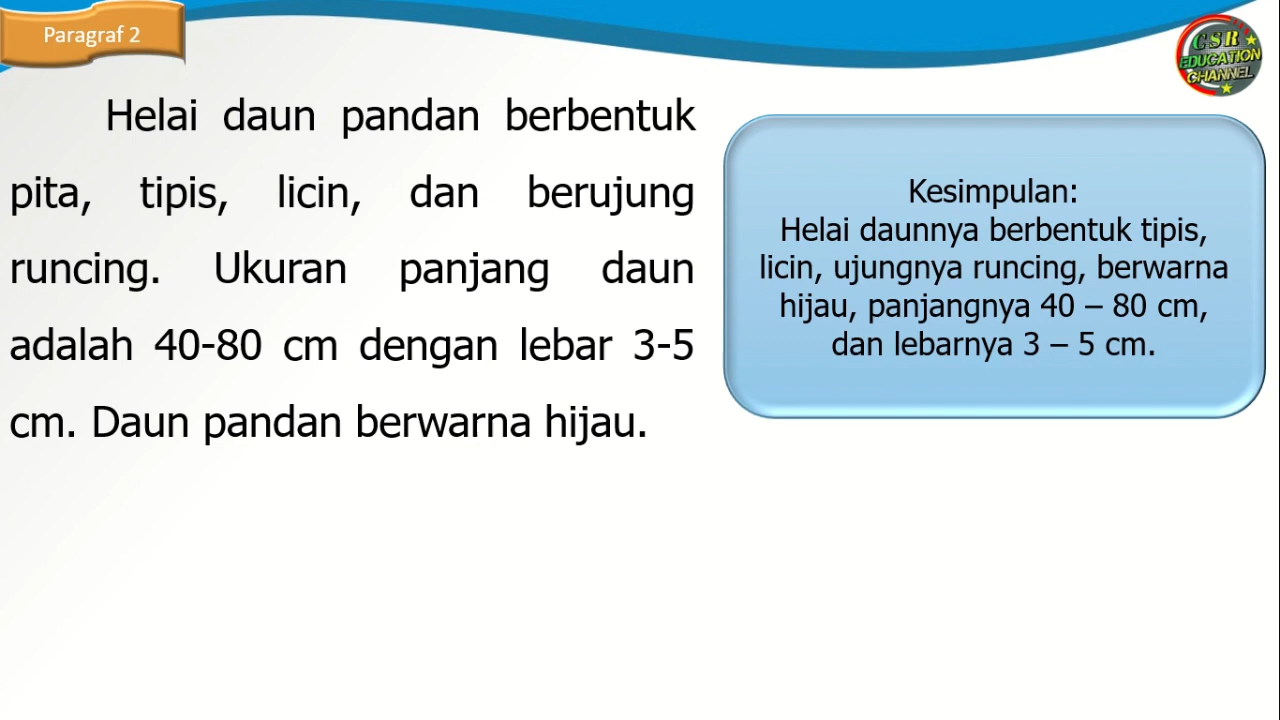 Paragraf 2
GSR
EDUCATION
CHANNEL
Helai daun pandan berbentuk
pita, tipis, licin, dan berujung
runcing. Ukuran panjang daun
adalah 40-80 cm dengan lebar 3-5
cm. Daun pandan berwarna hijau.
Kesimpulan:
Helai daunnya berbentuk tipis,
licin, ujungnya runcing, berwarna
hijau, panjangnya 40 – 80 cm,
dan lebarnya 3 – 5 cm.